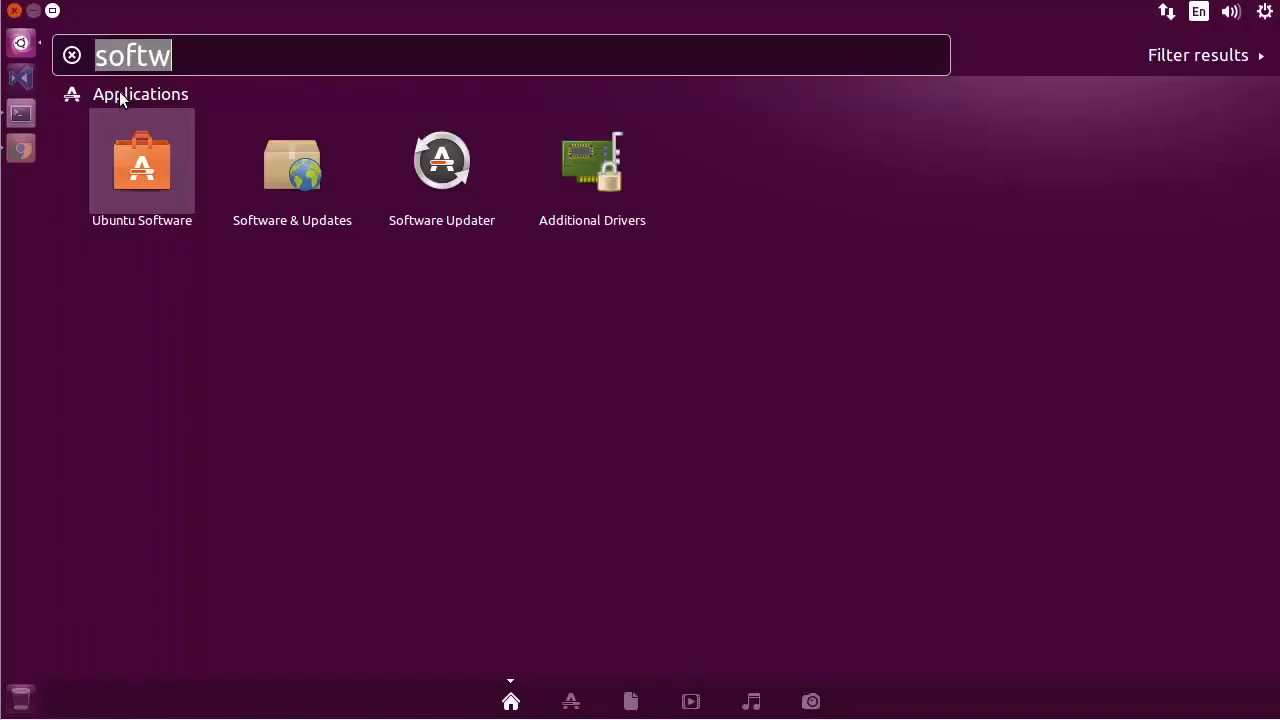 En
softw
Filter results
Applications
Ubuntu Software
Software & Updates
Software Updater
Additional Drivers